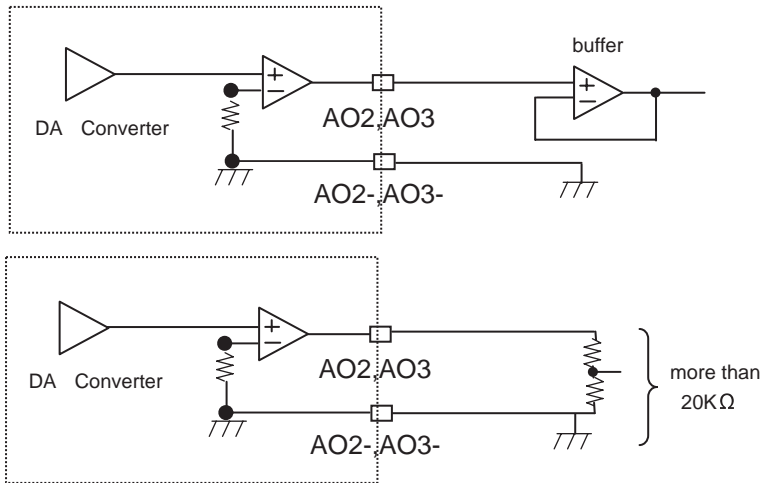 buffer
DA Converter
AO2,AO3
AO2-,AO3-
DA Converter
AO2,AO3
AO2-,AO3-
more than
20KΩ